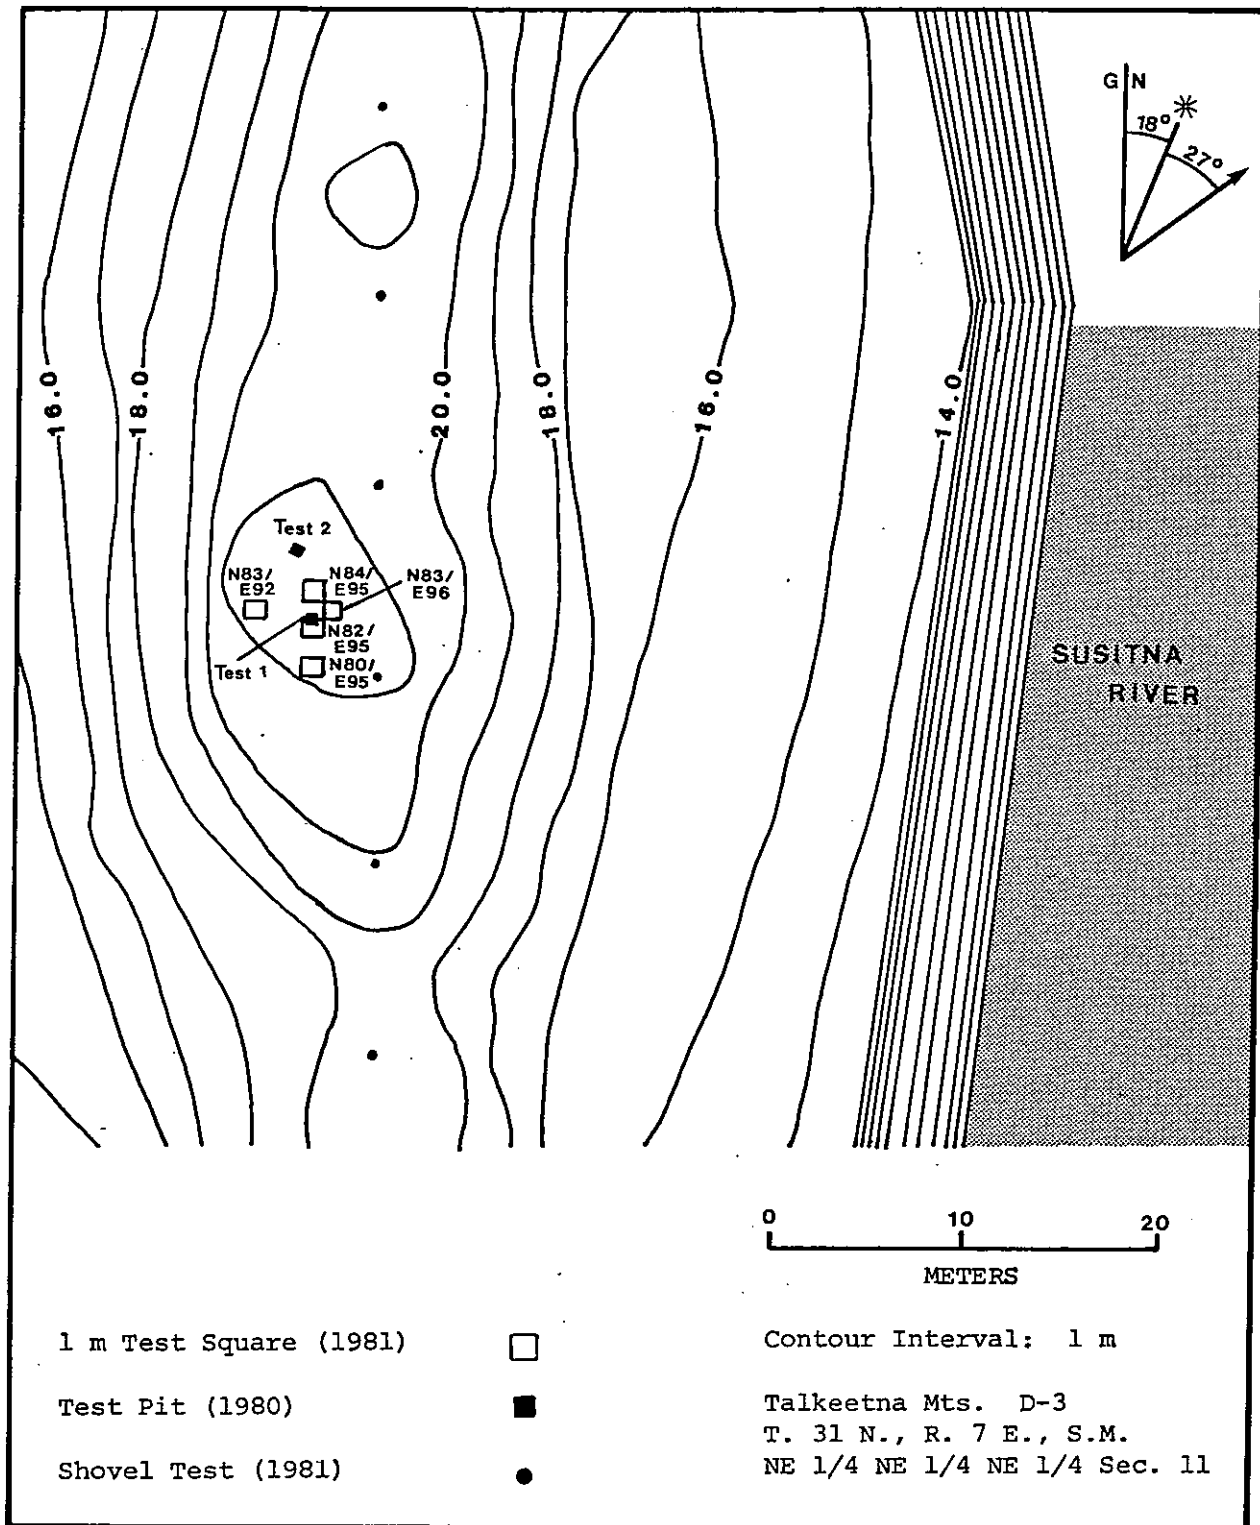 G N
18°
27°
16.0
18.0
20.0
18.0
16.0
14.0
Test 2
N83/
E92
N84/
E95
N83/
E96
N82/
E95
Test 1
N80/
E95
SUSITNA
RIVER
0 10 20
METERS
1 m Test Square (1981)
Test Pit (1980)
Shovel Test (1981)
Contour Interval: 1 m
Talkeetna Mts. D-3
T. 31 N., R. 7 E., S.M.
NE 1/4 NE 1/4 NE 1/4 Sec. 11